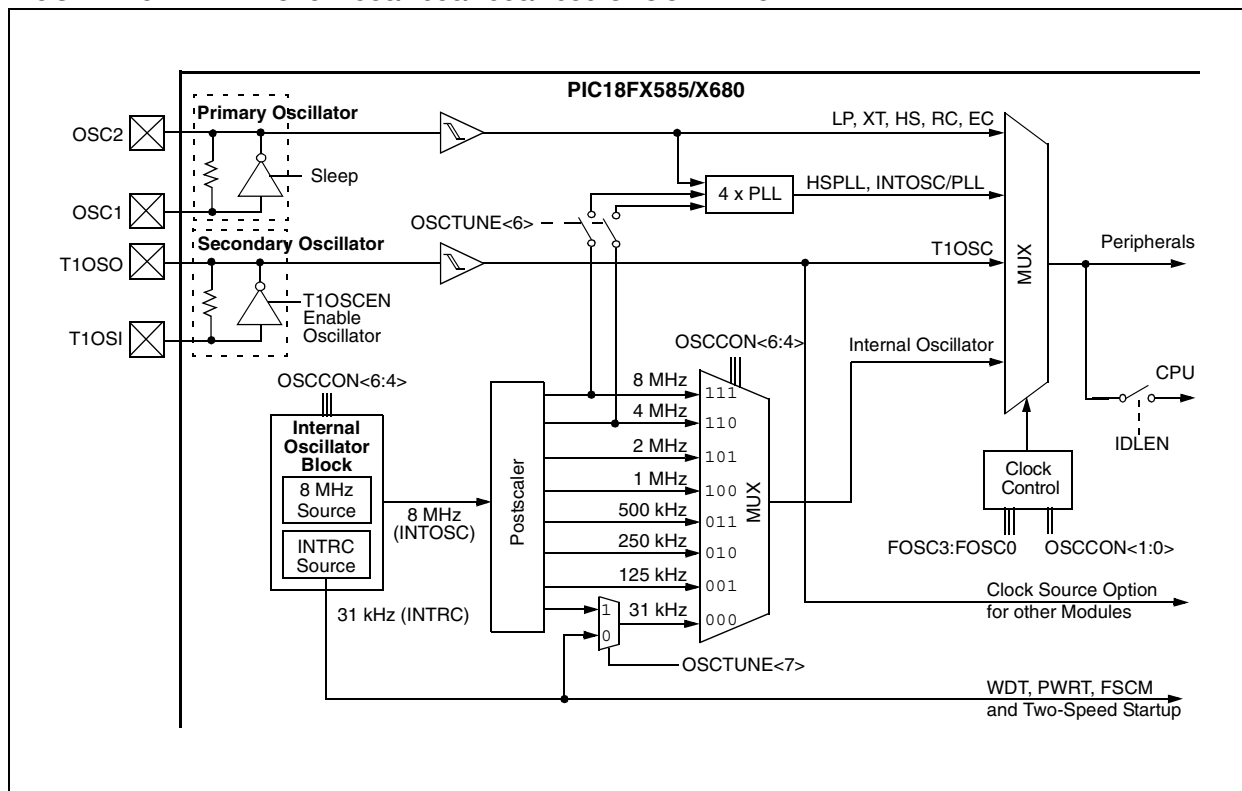 PIC18FX585/X680
Primary Oscillator
OSC2
Sleep
OSC1
LP, XT, HS, RC, EC
4 x PLL
HSPLL, INTOSC/PLL
OSCTUNE<6>
Secondary Oscillator
T1OSO
T1OSC
T1OSCEN
Enable
Oscillator
T1OSI
MUX
Peripherals
Internal Oscillator
CPU
IDLEN
Clock
Control
FOSC3:FOSC0
OSCCON<1:0>
OSCCON<6:4>
Internal
Oscillator
Block
8 MHz
Source
INTRC
Source
8 MHz
(INTOSC)
31 kHz (INTRC)
Postscaler
OSCCON<6:4>
8 MHz
111
4 MHz
110
2 MHz
101
1 MHz
100
500 kHz
011
250 kHz
010
125 kHz
001
1
0
31 kHz
000
MUX
OSCTUNE<7>
Clock Source Option
for other Modules
WDT, PWRT, FSCM
and Two-Speed Startup